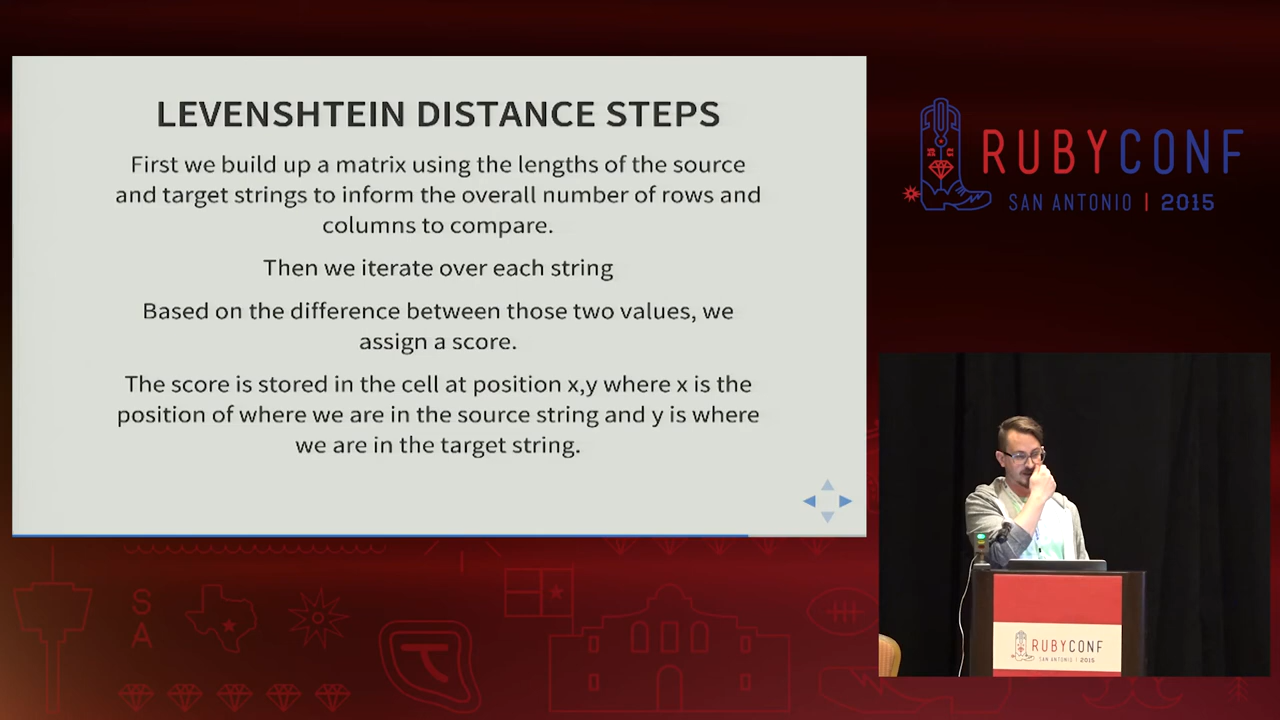 LEVENSHTEIN DISTANCE STEPS
First we build up a matrix using the lengths of the source
and target strings to inform the overall number of rows and
columns to compare.
Then we iterate over each string
Based on the difference between those two values, we
assign a score.
The score is stored in the cell at position x,y where x is the
position of where we are in the source string and y is where
we are in the target string.
RUBYCONF
SAN ANTONIO | 2015
RUBYCONF
SAN ANTONIO | 2015
S
A